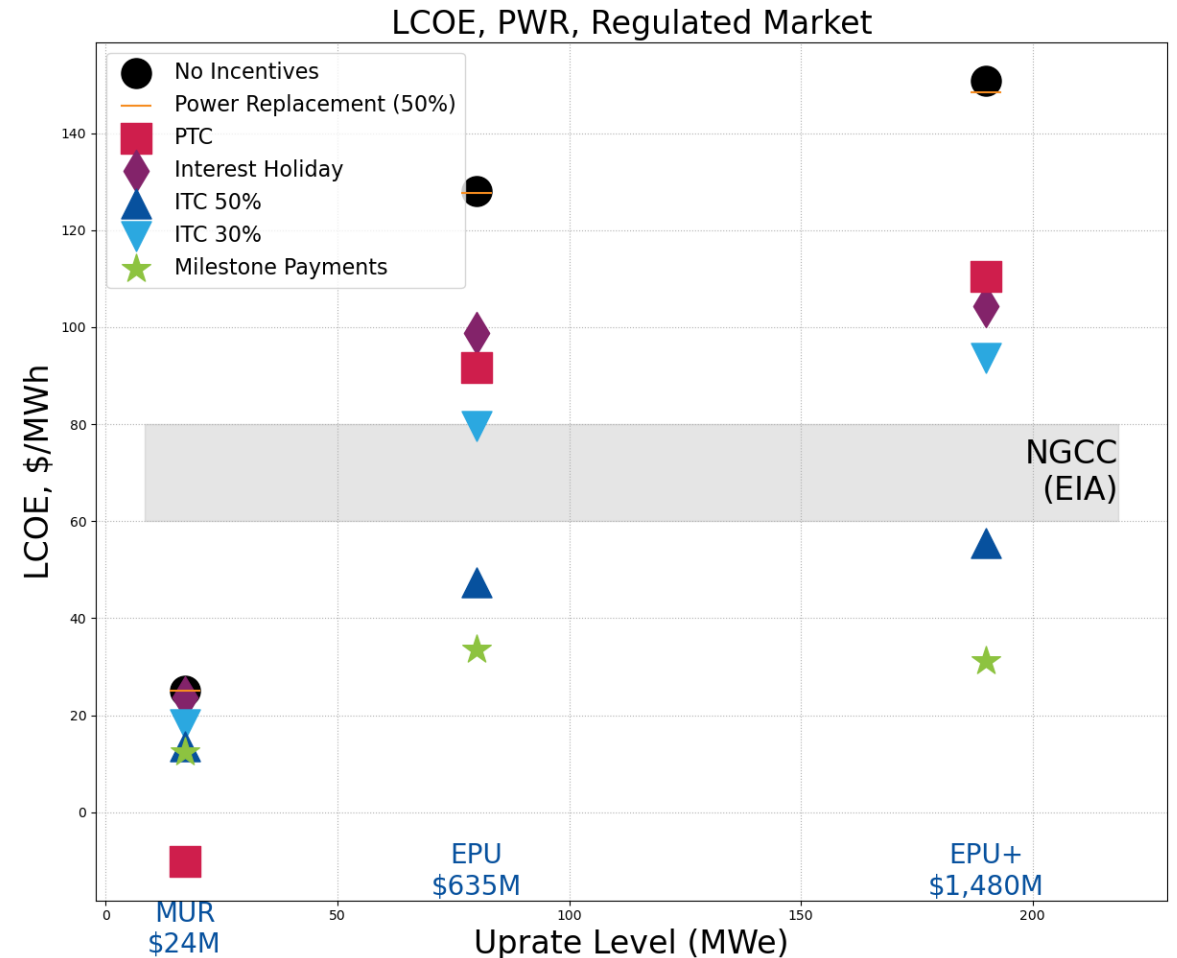 LCOE, PWR, Regulated Market
No Incentives
Power Replacement (50%)
PTC
Interest Holiday
ITC 50%
ITC 30%
Milestone Payments
LCOE, $/MWh
140
120
100
80
60
40
20
0
NGCC
(EIA)
EPU
$635M
EPU+
$1,480M
0
50
100
150
200
MUR
$24M
Uprate Level (MWe)